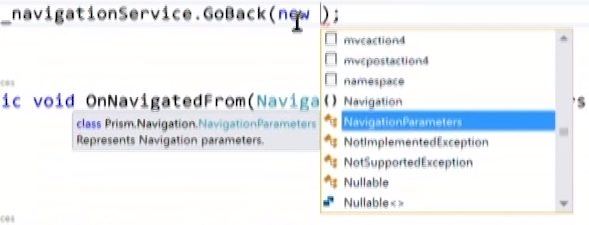 _navigationService.GoBack(new );
mvcaction4
mvcpostaction4
namespace
ces
() Navigation
ic void OnNavigatedFrom(Naviga
s
NavigationParameters
class Prism.Navigation.NavigationParameters
Represents Navigation parameters.
NotImplementedException
NotSupportedException
Nullable
Nullable<>
ces